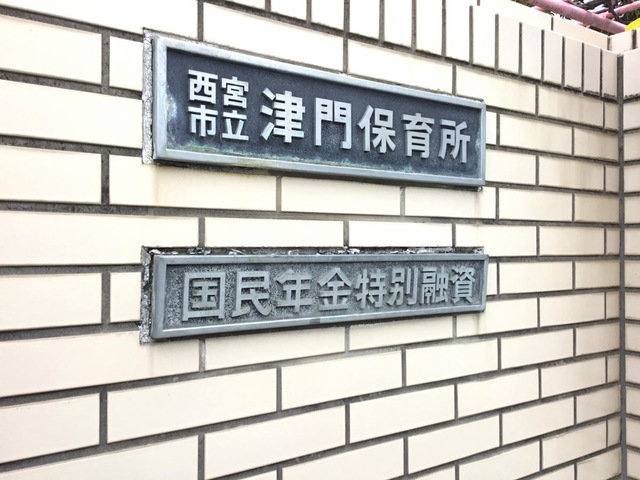 西宮市立 津門保育所
国民年金特別融資